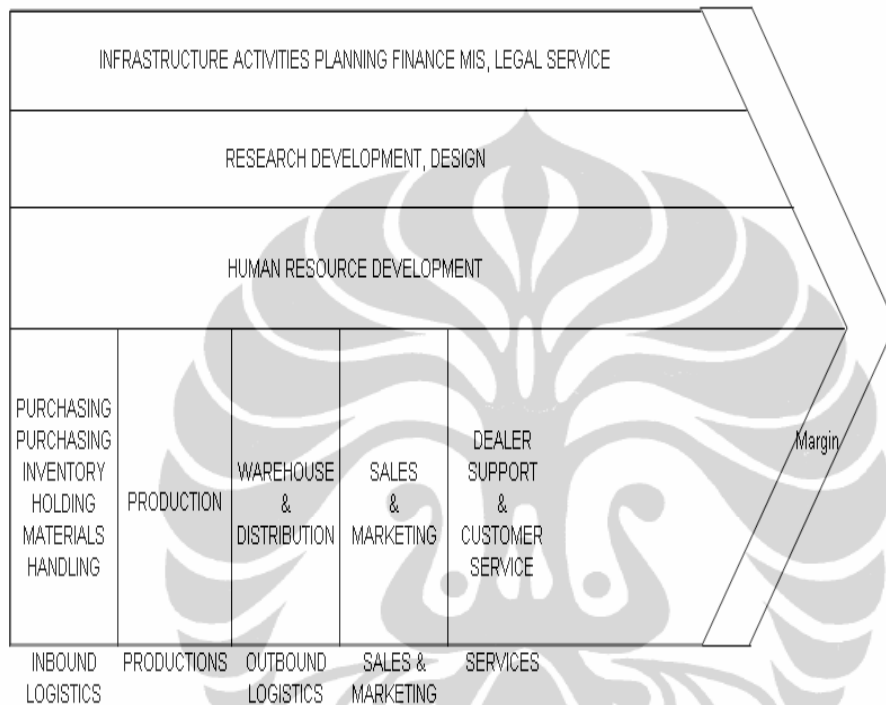 INFRASTRUCTURE ACTIVITIES PLANNING FINANCE MIS, LEGAL SERVICE
RESEARCH DEVELOPMENT, DESIGN
HUMAN RESOURCE DEVELOPMENT
PURCHASING
PURCHASING
INVENTORY
HOLDING
MATERIALS
HANDLING
PRODUCTION
WAREHOUSE
&
DISTRIBUTION
SALES
&
MARKETING
DEALER
SUPPORT
&
CUSTOMER
SERVICE
Margin
INBOUND
LOGISTICS
PRODUCTIONS
OUTBOUND
LOGISTICS
SALES &
MARKETING
SERVICES